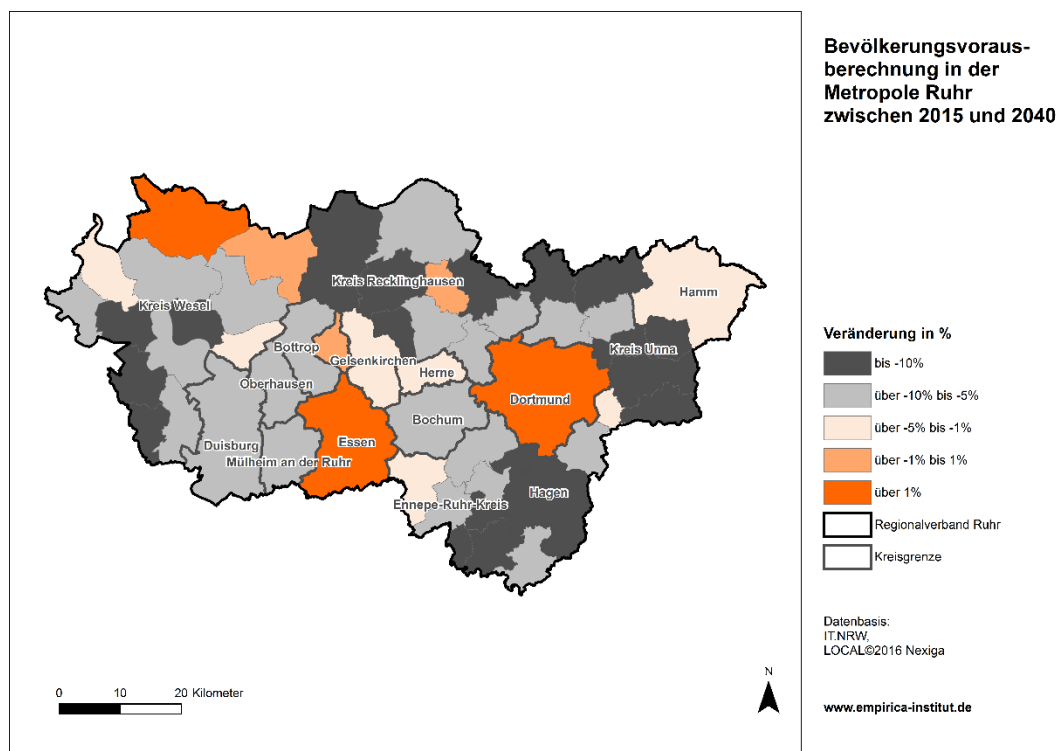 Bevölkerungsvoraus-
berechnung in der
Metropole Ruhr
zwischen 2015 und 2040
Kreis Recklinghausen
Hamm
Kreis Wesel
Kreis Unna
Bottrop
Gelsenkirchen
Herne
Oberhausen
Dortmund
Bochum
Essen
Duisburg
Mülheim an der Ruhr
Hagen
Ennepe-Ruhr-Kreis
Veränderung in %
bis -10%
über -10% bis -5%
über -5% bis -1%
über -1% bis 1%
über 1%
Regionalverband Ruhr
Kreisgrenze
Datenbasis:
IT.NRW,
LOCAL©2016 Nexiga
www.empirica-institut.de
0 10 20 Kilometer
N